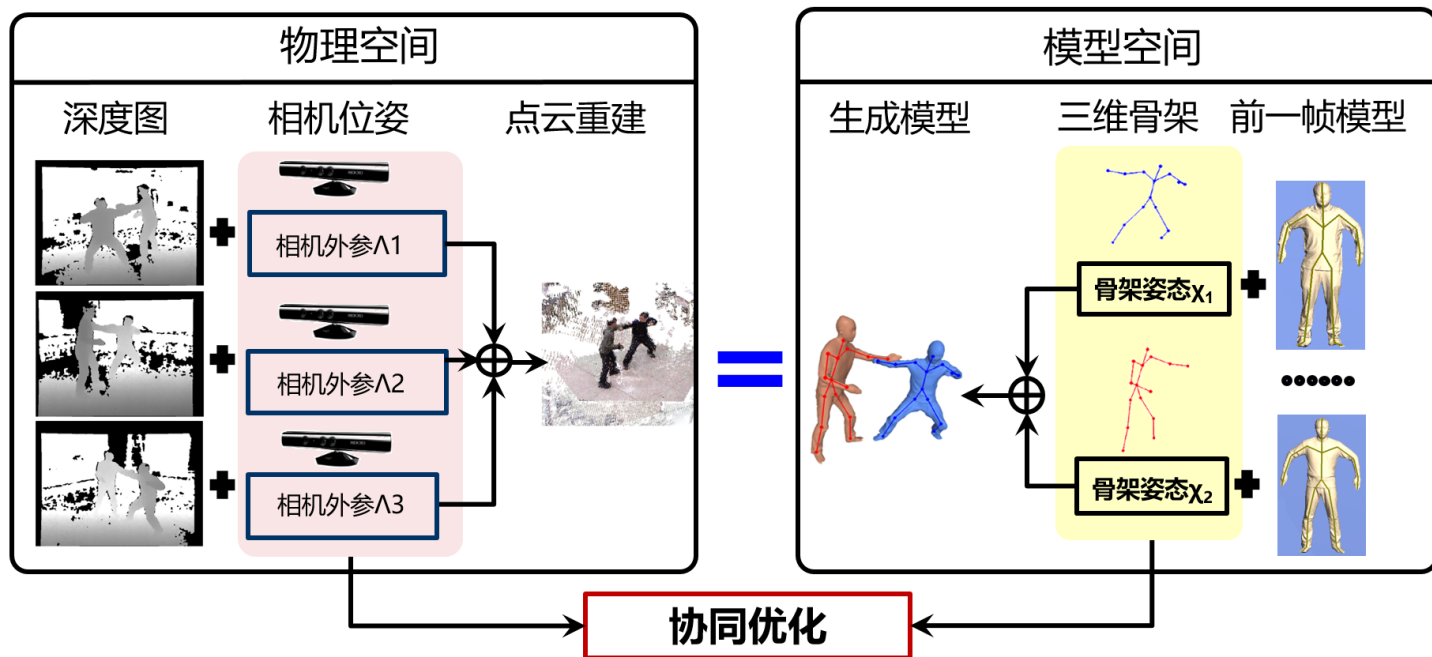 物理空间
深度图
相机位姿
点云重建
相机外参Λ1
相机外参Λ2
相机外参Λ3
模型空间
生成模型
三维骨架
前一帧模型
骨架姿态χ₁
骨架姿态χ₂
协同优化